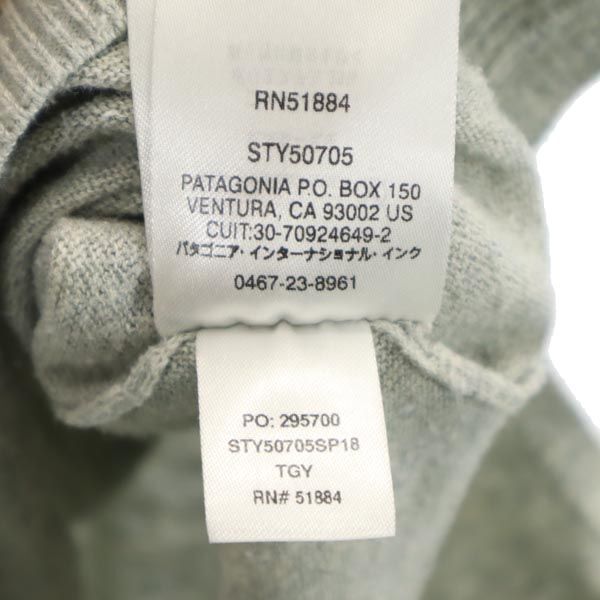 RN51884
STY50705
PATAGONIA P.O. BOX 150
VENTURA, CA 93002 US
CUIT:30-70924649-2
パタゴニア・インターナショナル・インク
0467-23-8961
PO: 295700
STY50705SP18
TGY
RN# 51884